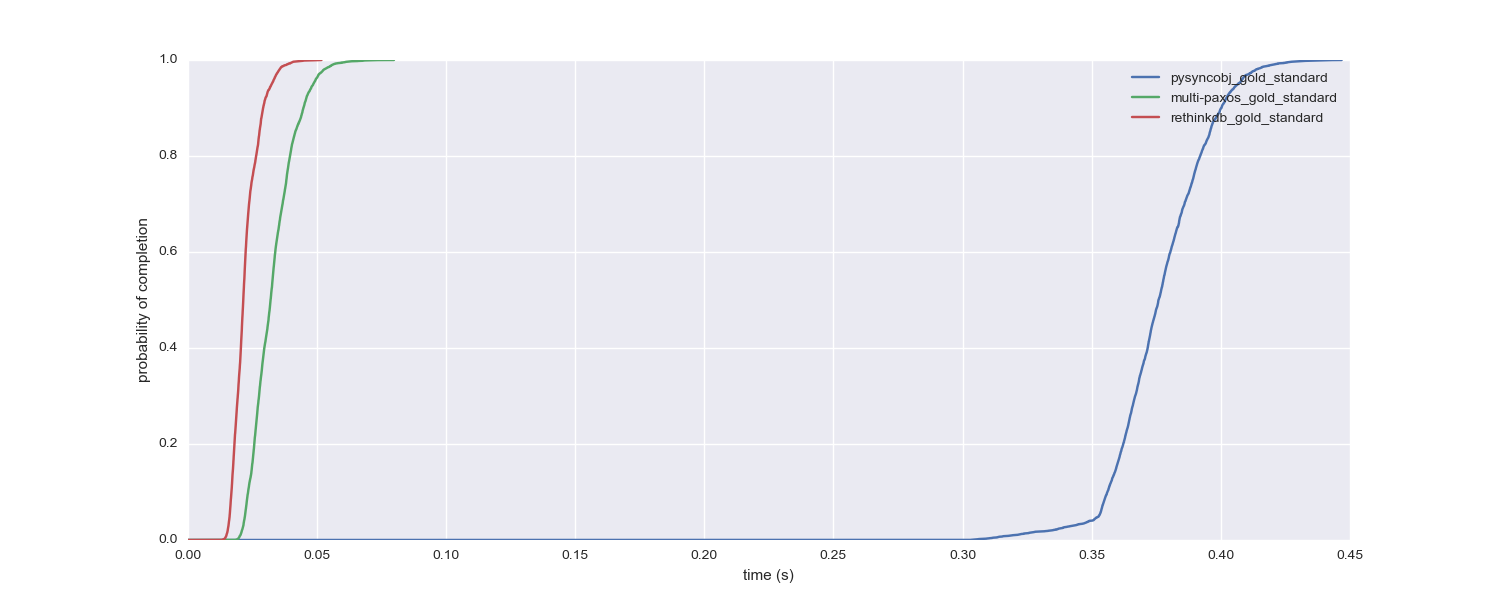 1.0
0.8
0.6
0.4
0.2
0.0
probability of completion
pysyncobj_gold_standard
multi-paxos_gold_standard
rethinkdb_gold_standard
0.00 0.05 0.10 0.15 0.20 0.25 0.30 0.35 0.40 0.45
time (s)